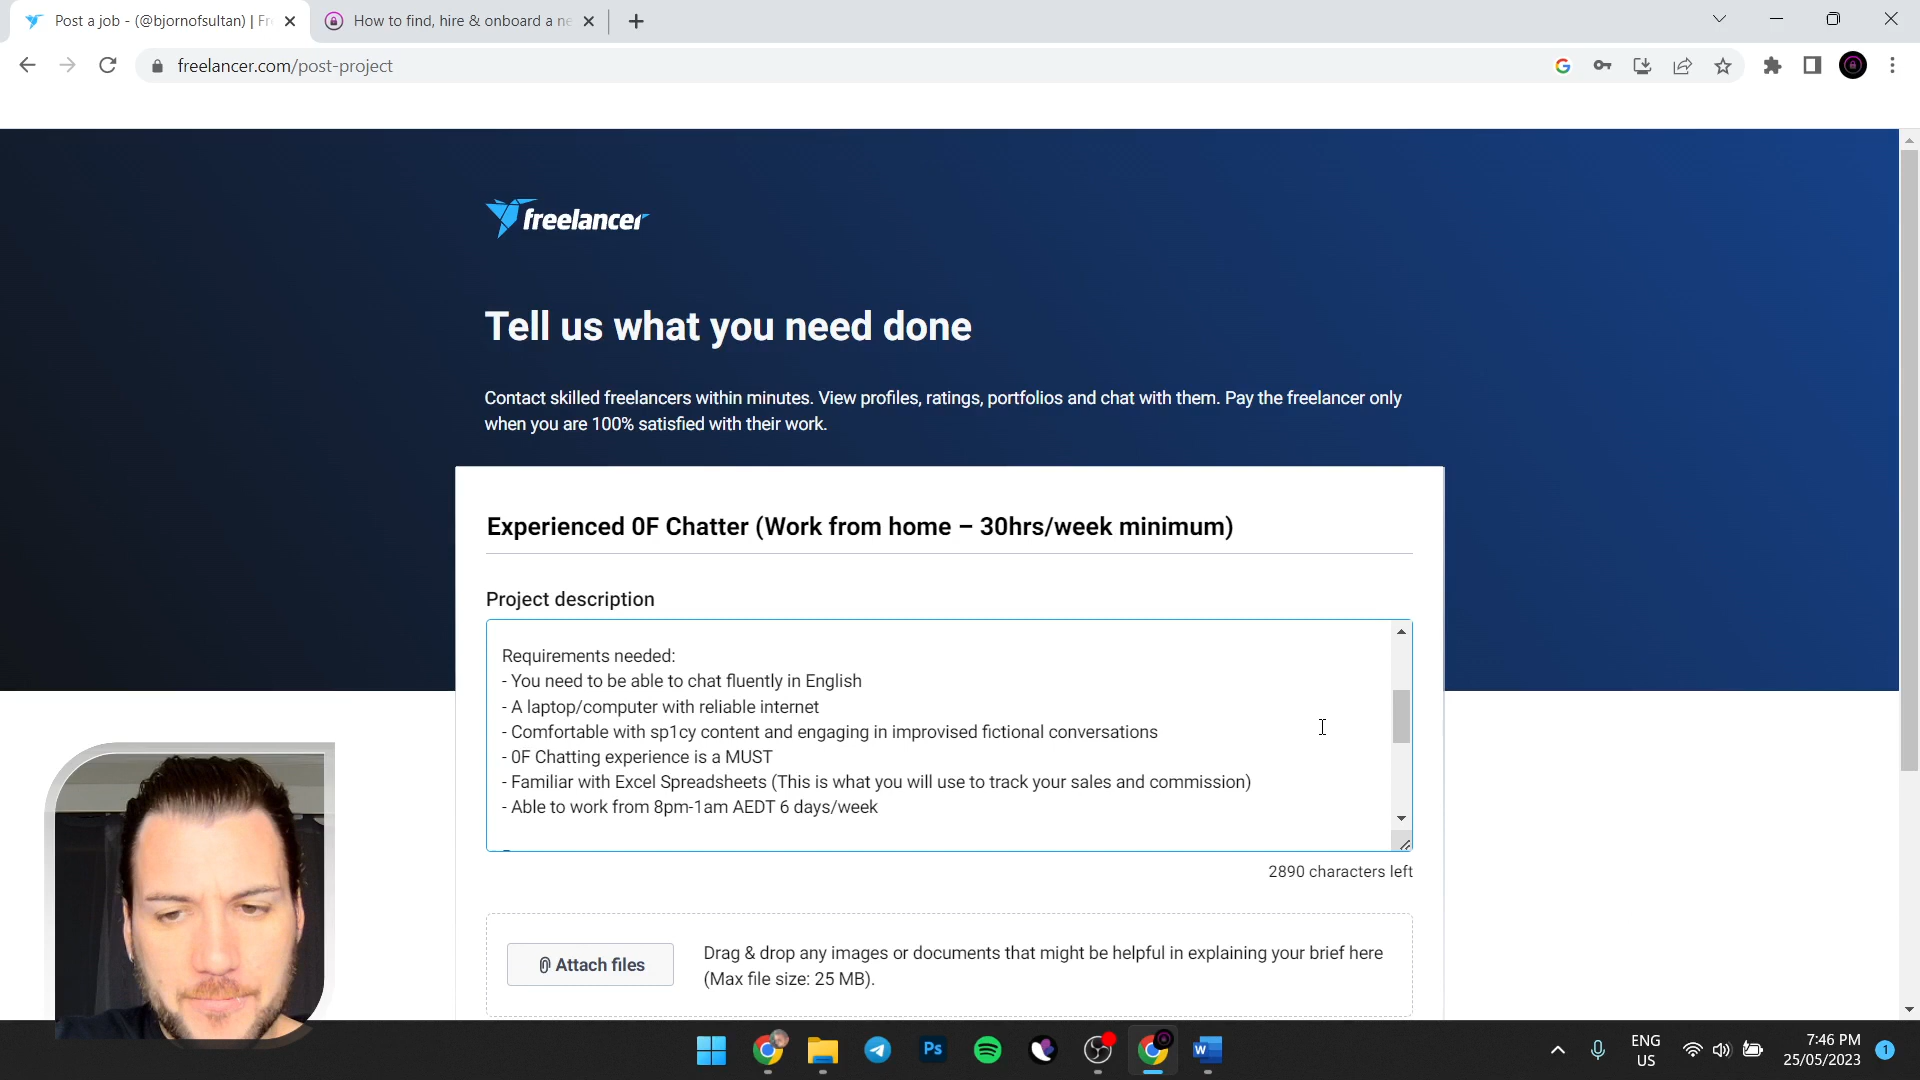 Post a job - (@bjornofsultan) | Fr
How to find, hire & onboard a ne
freelancer.com/post-project
freelancer
Tell us what you need done
Contact skilled freelancers within minutes. View profiles, ratings, portfolios and chat with them. Pay the freelancer only
when you are 100% satisfied with their work.
Experienced 0F Chatter (Work from home – 30hrs/week minimum)
Project description
Requirements needed:
- You need to be able to chat fluently in English
- A laptop/computer with reliable internet
- Comfortable with sp1cy content and engaging in improvised fictional conversations
- 0F Chatting experience is a MUST
- Familiar with Excel Spreadsheets (This is what you will use to track your sales and commission)
- Able to work from 8pm-1am AEDT 6 days/week
2890 characters left
Attach files
Drag & drop any images or documents that might be helpful in explaining your brief here
(Max file size: 25 MB).
Ps
W
ENG
US
7:46 PM
25/05/2023
1